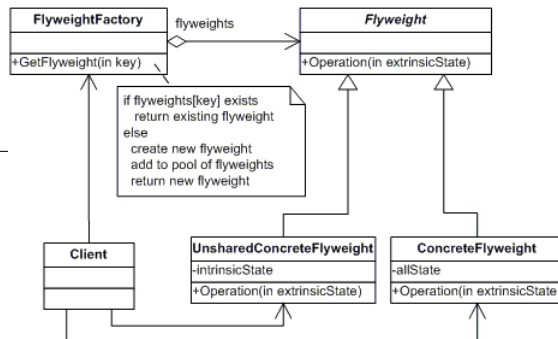 FlyweightFactory
+GetFlyweight(in key)
flyweights
Flyweight
+Operation(in extrinsicState)
if flyweights[key] exists
return existing flyweight
else
create new flyweight
add to pool of flyweights
return new flyweight
Client
UnsharedConcreteFlyweight
-intrinsicState
+Operation(in extrinsicState)
ConcreteFlyweight
-allState
+Operation(in extrinsicState